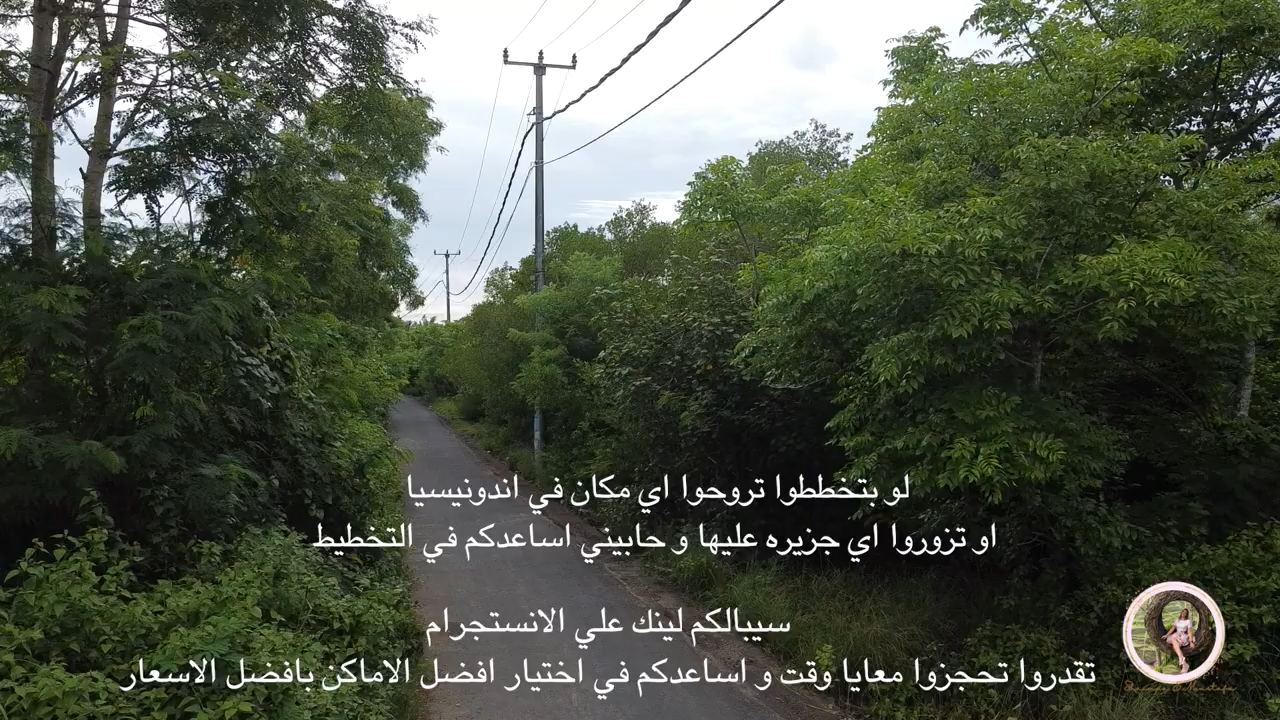 لو بتخططوا تروحوا اي مكان في اندونيسيا
او تزوروا اي جزيره عليها و حابيني اساعدكم في التخطيط
سيبالكم لينك علي الانستجرام
تقدروا تحجزوا معايا وقت و اساعدكم في اختيار افضل الاماكن بافضل الاسعار